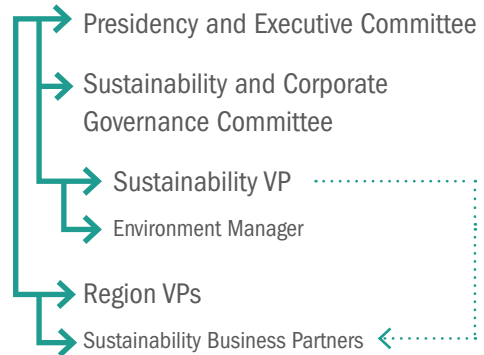 Presidency and Executive Committee
Sustainability and Corporate
Governance Committee
Sustainability VP
Environment Manager
Region VPs
Sustainability Business Partners